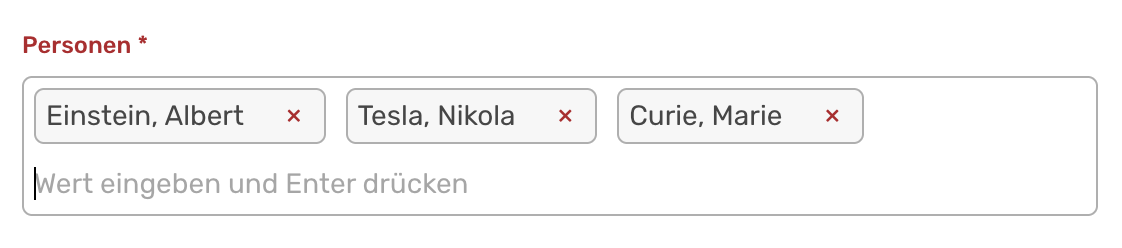 Personen *
Einstein, Albert × Tesla, Nikola × Curie, Marie ×
Wert eingeben und Enter drücken